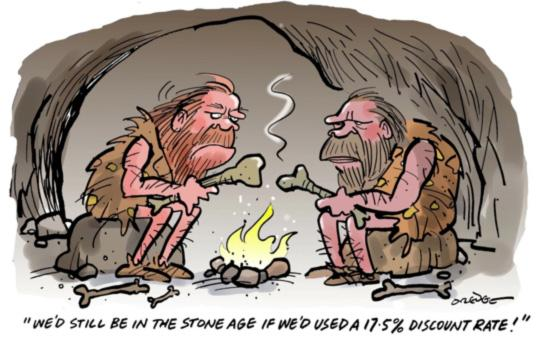 "WE'D STILL BE IN THE STONE AGE IF WE'D USED A 17.5% DISCOUNT RATE!"